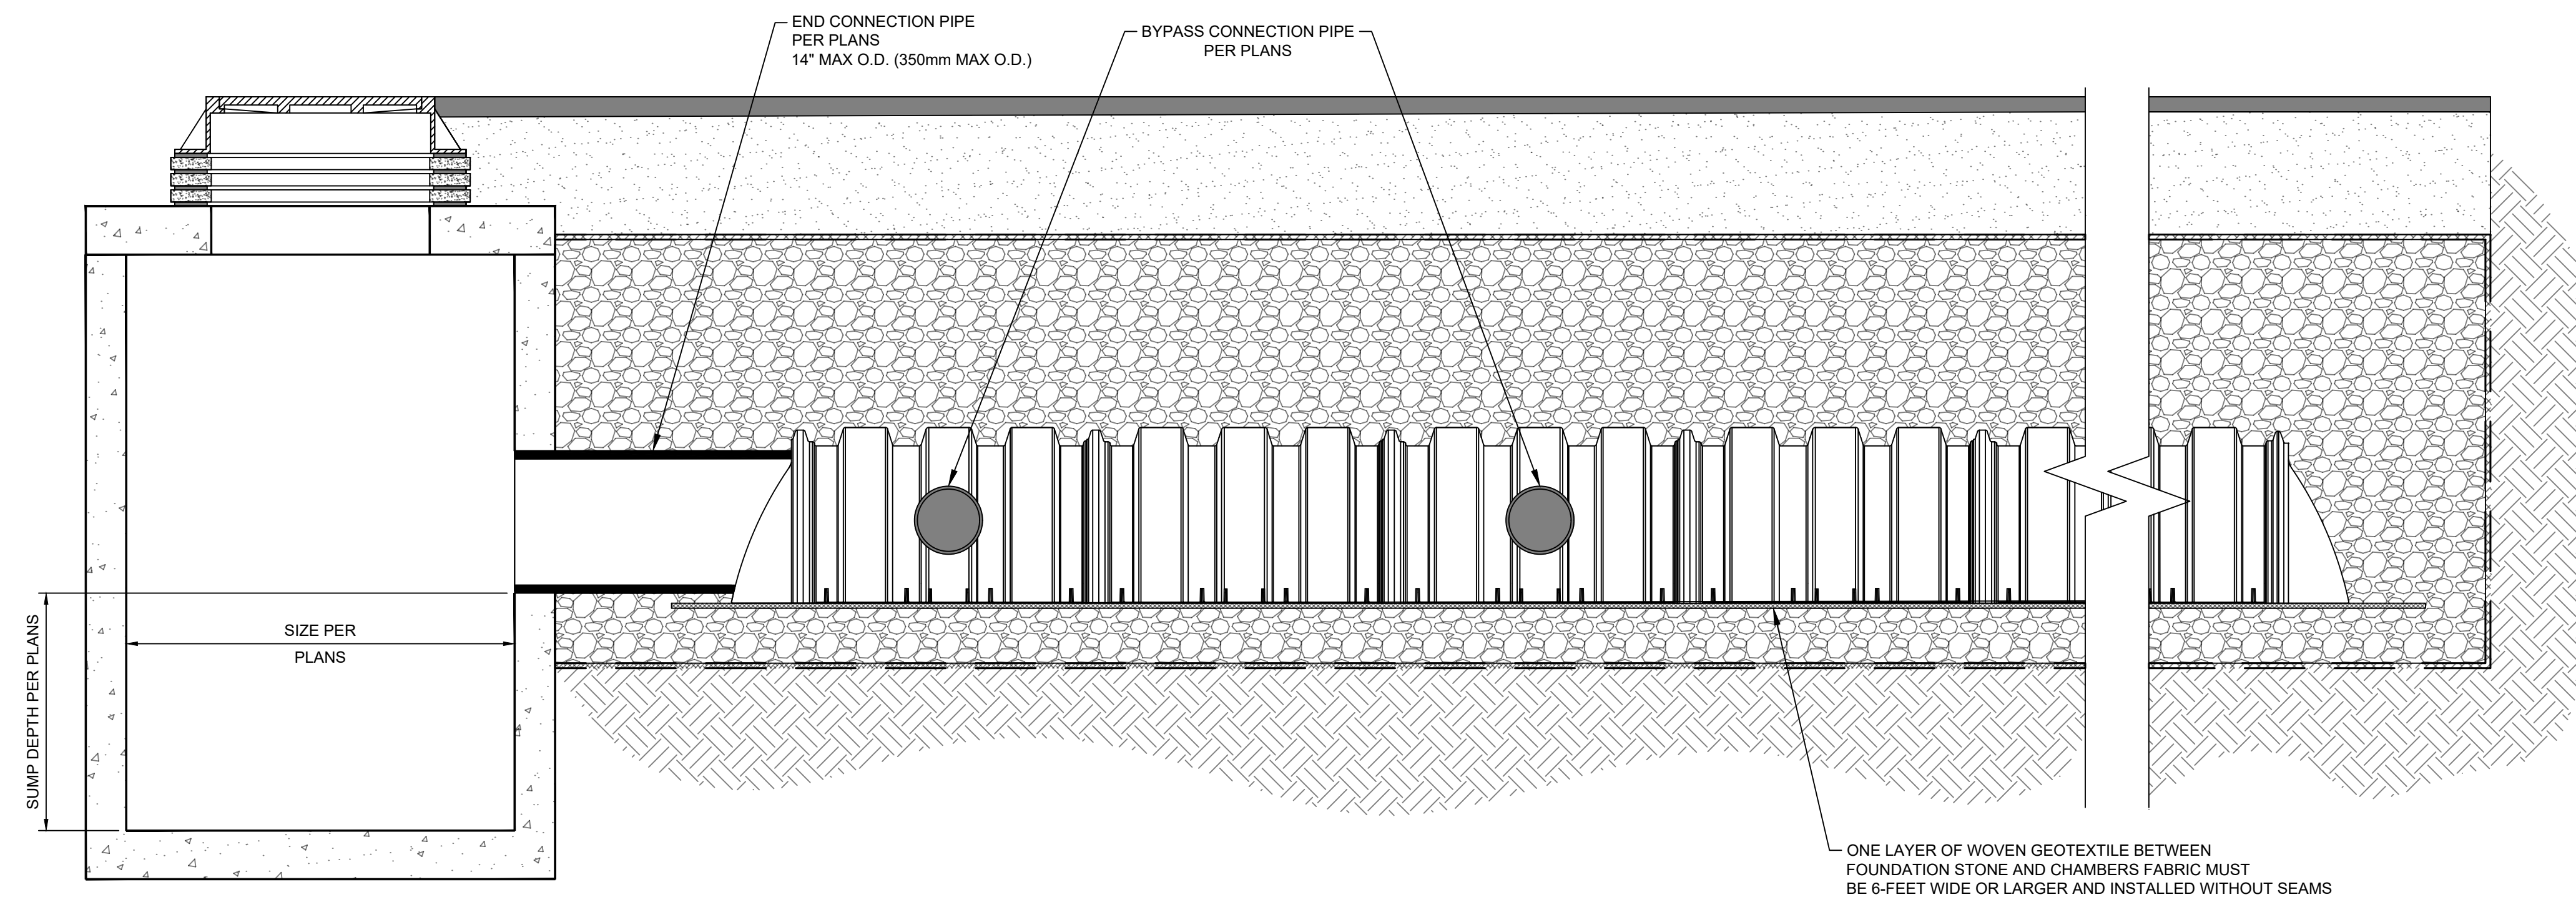 END CONNECTION PIPE
PER PLANS
14" MAX O.D. (350mm MAX O.D.)
BYPASS CONNECTION PIPE
PER PLANS
SIZE PER
PLANS
SUMP DEPTH PER PLANS
ONE LAYER OF WOVEN GEOTEXTILE BETWEEN
FOUNDATION STONE AND CHAMBERS FABRIC MUST
BE 6-FEET WIDE OR LARGER AND INSTALLED WITHOUT SEAMS